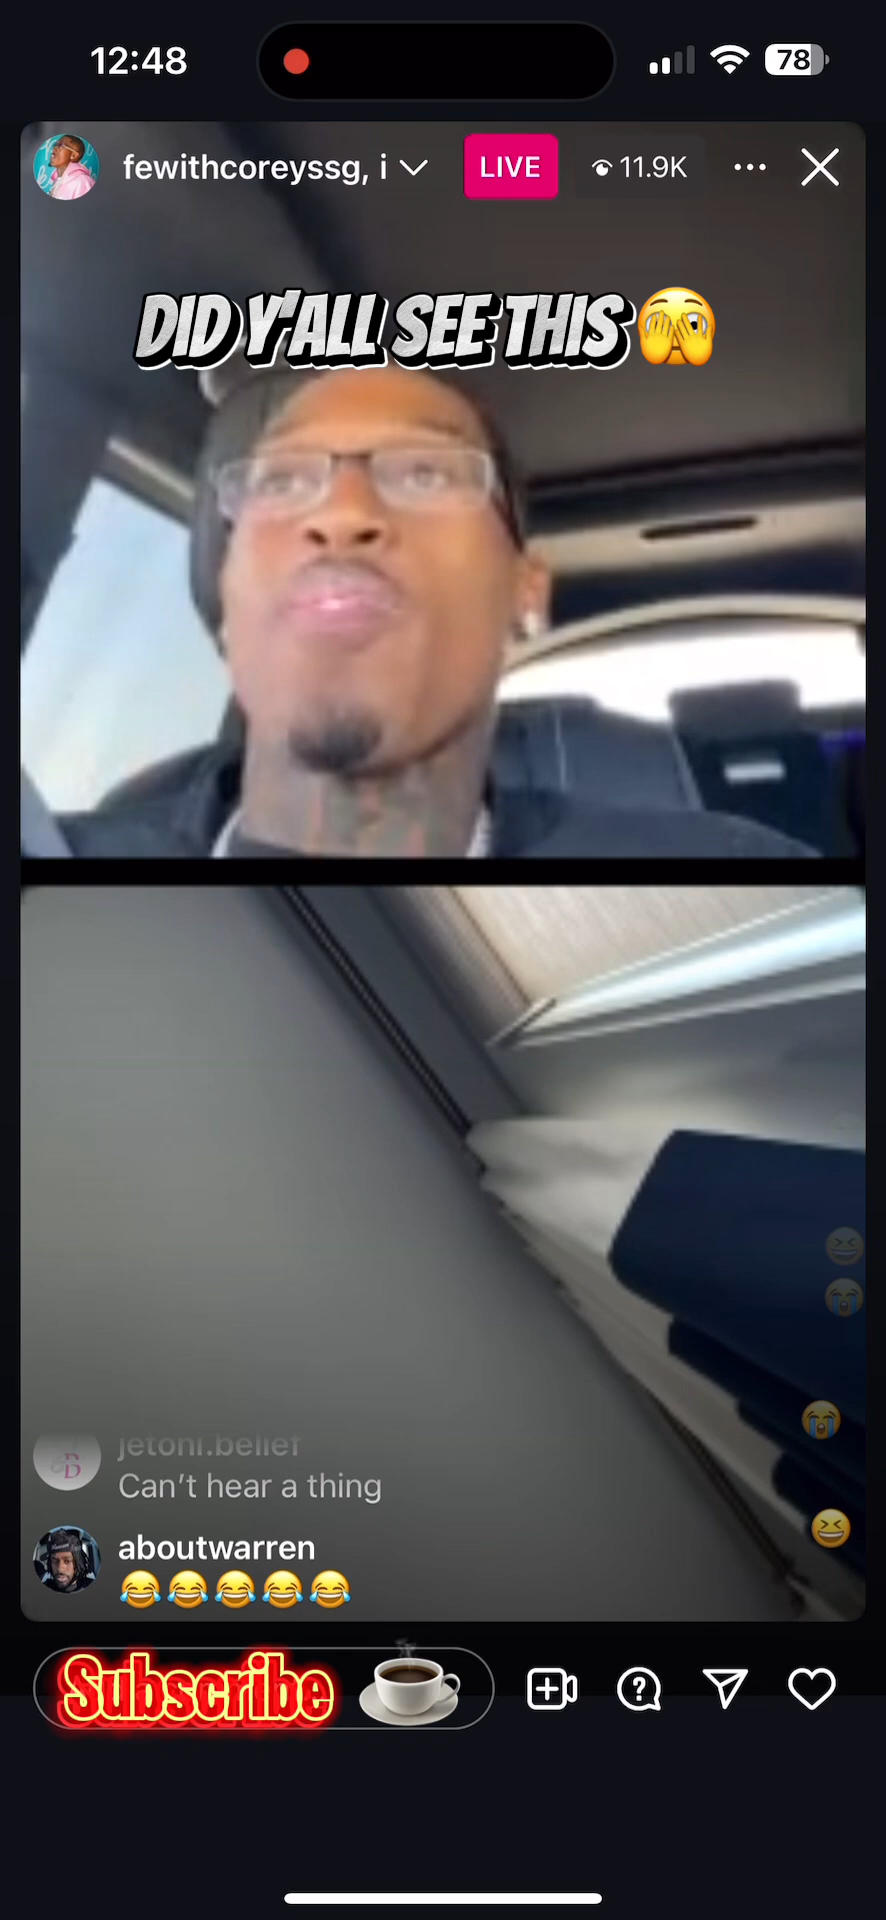 12:48
78
fewithcoreyssg, i
LIVE
11.9K
DID Y'ALL SEE THIS🫣
jetoni.belief
Can't hear a thing
aboutwarren
😂😂😂😂😂
Subscribe